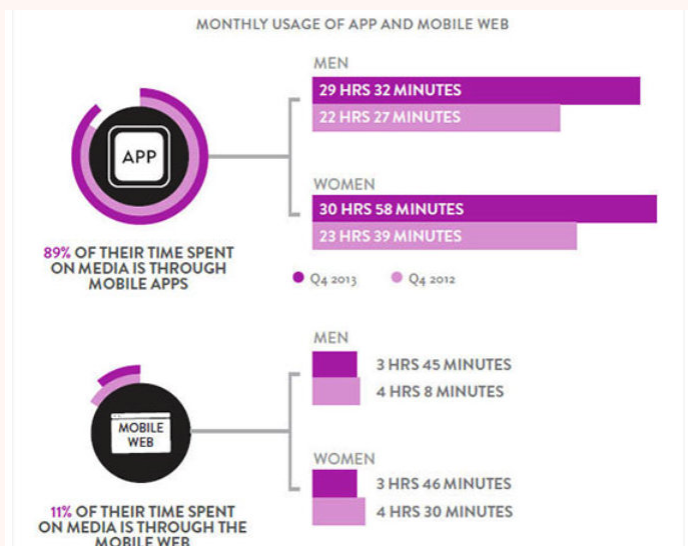 MONTHLY USAGE OF APP AND MOBILE WEB
APP
89% OF THEIR TIME SPENT
ON MEDIA IS THROUGH
MOBILE APPS
MEN
29 HRS 32 MINUTES
22 HRS 27 MINUTES
WOMEN
30 HRS 58 MINUTES
23 HRS 39 MINUTES
Q4 2013
Q4 2012
MOBILE
WEB
11% OF THEIR TIME SPENT
ON MEDIA IS THROUGH THE
MOBILE WEB
MEN
3 HRS 45 MINUTES
4 HRS 8 MINUTES
WOMEN
3 HRS 46 MINUTES
4 HRS 30 MINUTES